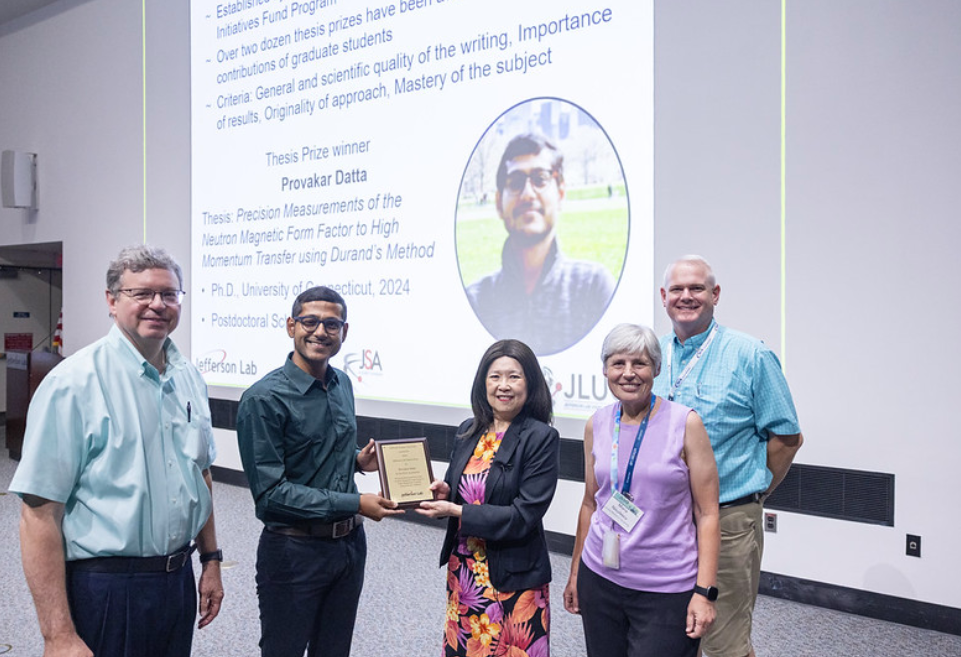 ~ Established
Initiatives Fund Program
~ Over two dozen thesis prizes have been
contributions of graduate students
~ Criteria: General and scientific quality of the writing, Importance
of results, Originality of approach, Mastery of the subject
Thesis Prize winner
Provakar Datta
Thesis: Precision Measurements of the
Neutron Magnetic Form Factor to High
Momentum Transfer using Durand's Method
• Ph.D., University of Connecticut, 2024
• Postdoctoral
Jefferson Lab
JSA
JLU
Jefferson Lab